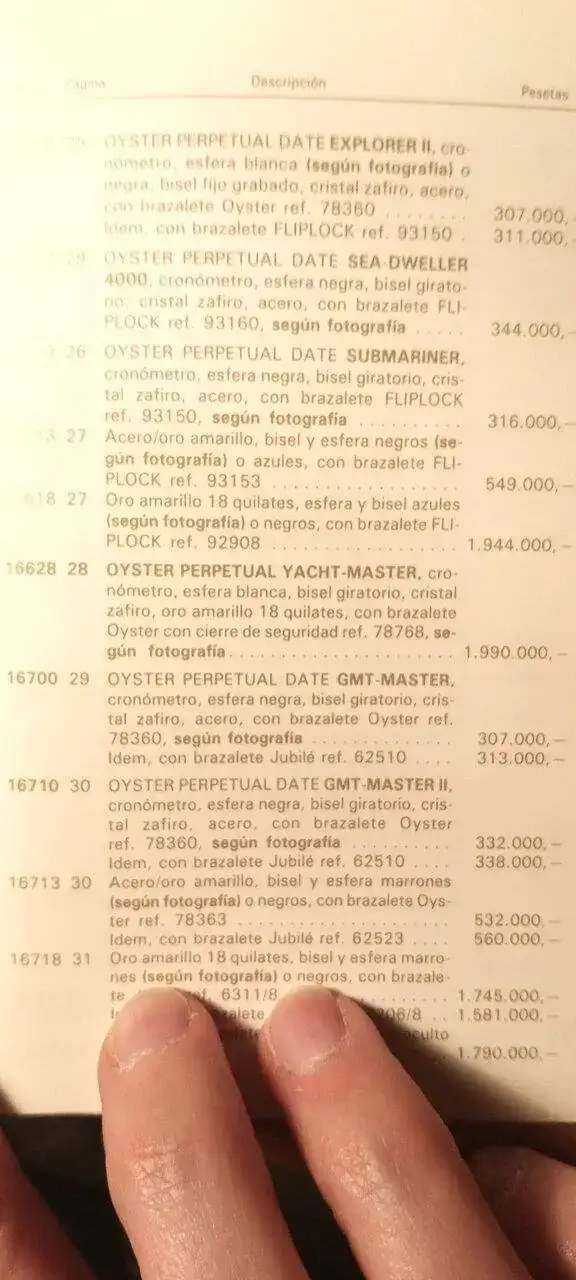 Página Descripción Pesetas
OYSTER PERPETUAL DATE EXPLORER II, cro-
nómetro, esfera blanca (según fotografía) o
negra, bisel fijo grabado, cristal zafiro, acero,
con brazalete Oyster ref. 78360 ........ 307.000,—
Idem, con brazalete FLIPLOCK ref. 93150 . 311.000,—
OYSTER PERPETUAL DATE SEA-DWELLER
4000, cronómetro, esfera negra, bisel girato-
rio, cristal zafiro, acero, con brazalete FLI-
PLOCK ref. 93160, según fotografía ..... 344.000,—
26 OYSTER PERPETUAL DATE SUBMARINER,
cronómetro, esfera negra, bisel giratorio, cris-
tal zafiro, acero, con brazalete FLIPLOCK
ref. 93150, según fotografía .......... 316.000,—
3 27 Acero/oro amarillo, bisel y esfera negros (se-
gún fotografía) o azules, con brazalete FLI-
PLOCK ref. 93153 .................. 549.000,—
618 27 Oro amarillo 18 quilates, esfera y bisel azules
(según fotografía) o negros, con brazalete FLI-
PLOCK ref. 92908 .................. 1.944.000,—
16628 28 OYSTER PERPETUAL YACHT-MASTER, cro-
nómetro, esfera blanca, bisel giratorio, cristal
zafiro, oro amarillo 18 quilates, con brazalete
Oyster con cierre de seguridad ref. 78768, se-
gún fotografía ...................... 1.990.000,—
16700 29 OYSTER PERPETUAL DATE GMT-MASTER,
cronómetro, esfera negra, bisel giratorio, cris-
tal zafiro, acero, con brazalete Oyster ref.
78360, según fotografía .............. 307.000,—
Idem, con brazalete Jubilé ref. 62510 .... 313.000,—
16710 30 OYSTER PERPETUAL DATE GMT-MASTER II,
cronómetro, esfera negra, bisel giratorio, cris-
tal zafiro, acero, con brazalete Oyster
ref. 78360, según fotografía .......... 332.000,—
Idem, con brazalete Jubilé ref. 62510 .... 338.000,—
16713 30 Acero/oro amarillo, bisel y esfera marrones
(según fotografía) o negros, con brazalete Oys-
ter ref. 78363 ...................... 532.000,—
Idem, con brazalete Jubilé ref. 62523 .... 560.000,—
16718 31 Oro amarillo 18 quilates, bisel y esfera marro-
nes (según fotografía) o negros, con brazale-
te ref. 6311/8 .......... 1.745.000,—
zalete 206/8 .. 1.581.000,—
culto
. 1.790.000,—